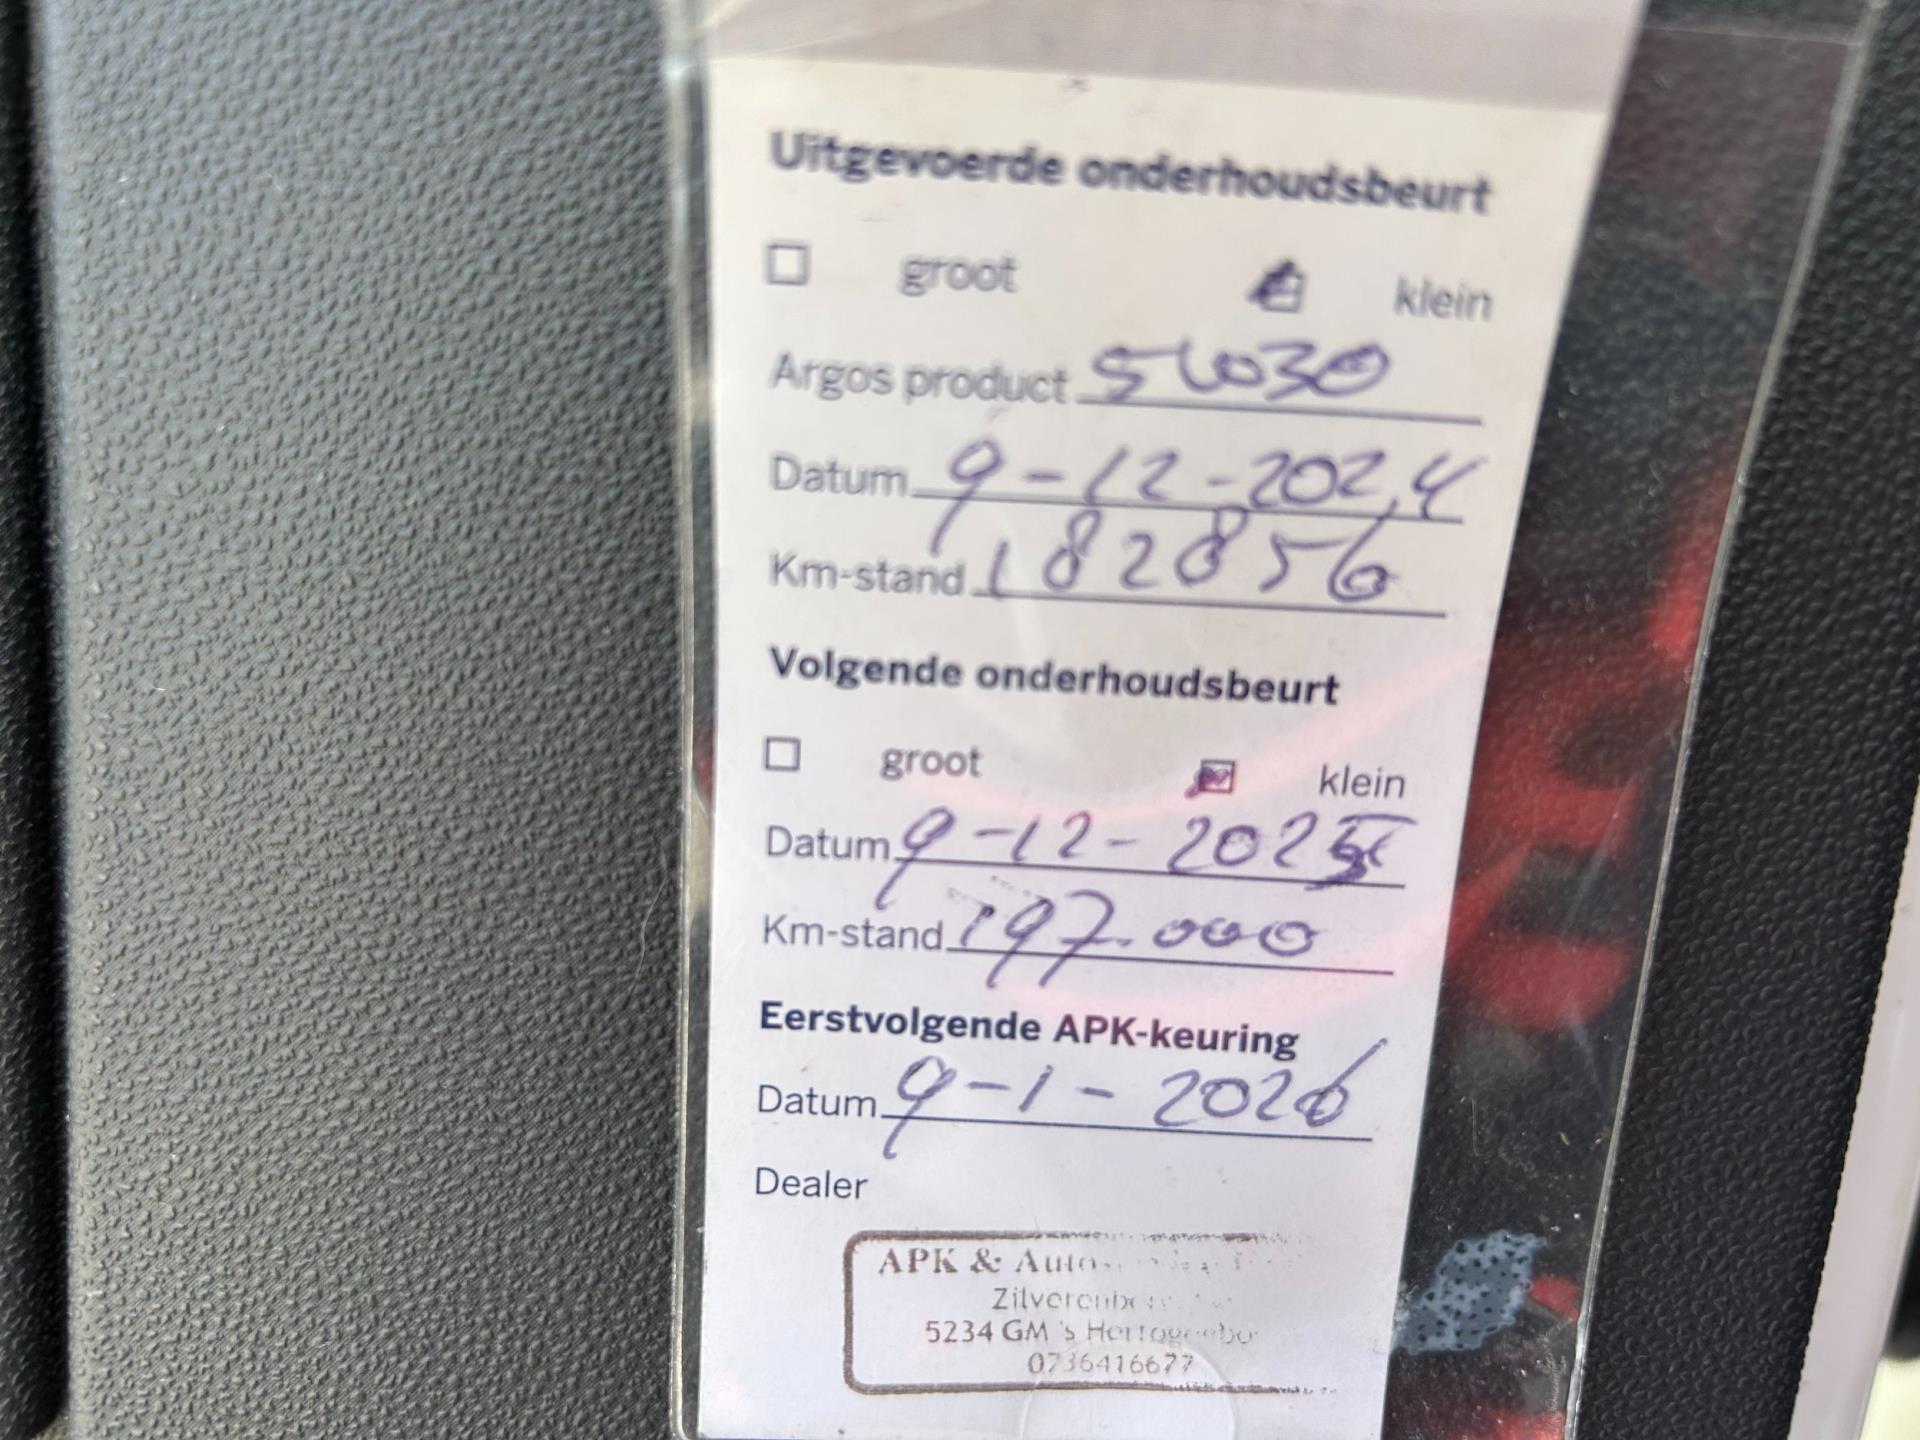 Uitgevoerde onderhoudsbeurt
groot klein
Argos product 5W30
Datum 9-12-2024
Km-stand 182856
Volgende onderhoudsbeurt
groot klein
Datum 9-12-2025
Km-stand 197.000
Eerstvolgende APK-keuring
Datum 9-1-2026
Dealer
APK & Auto
5234 GM 's Hertogenbo
0736416677